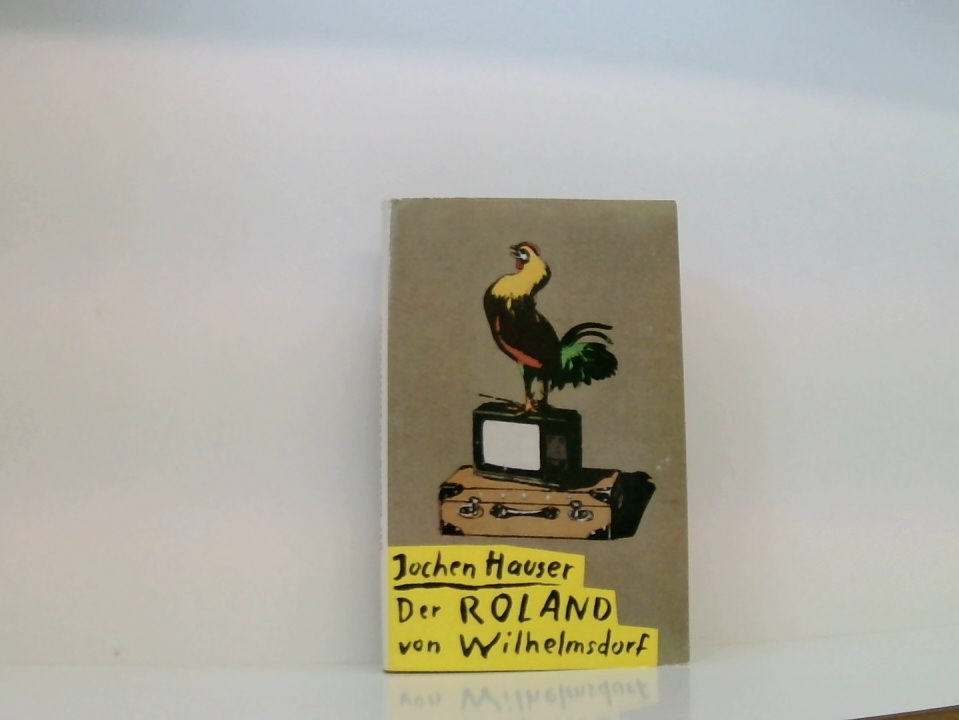 Jochen Hauser
Der ROLAND
von Wilhelmsdorf